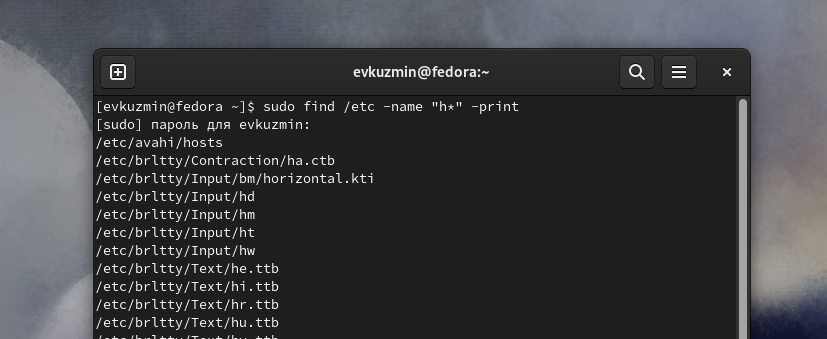 evkuzmin@fedora:~
[evkuzmin@fedora ~]$ sudo find /etc -name "h*" -print
[sudo] пароль для evkuzmin:
/etc/avahi/hosts
/etc/brltty/Contraction/ha.ctb
/etc/brltty/Input/bm/horizontal.kti
/etc/brltty/Input/hd
/etc/brltty/Input/hm
/etc/brltty/Input/ht
/etc/brltty/Input/hw
/etc/brltty/Text/he.ttb
/etc/brltty/Text/hi.ttb
/etc/brltty/Text/hr.ttb
/etc/brltty/Text/hu.ttb